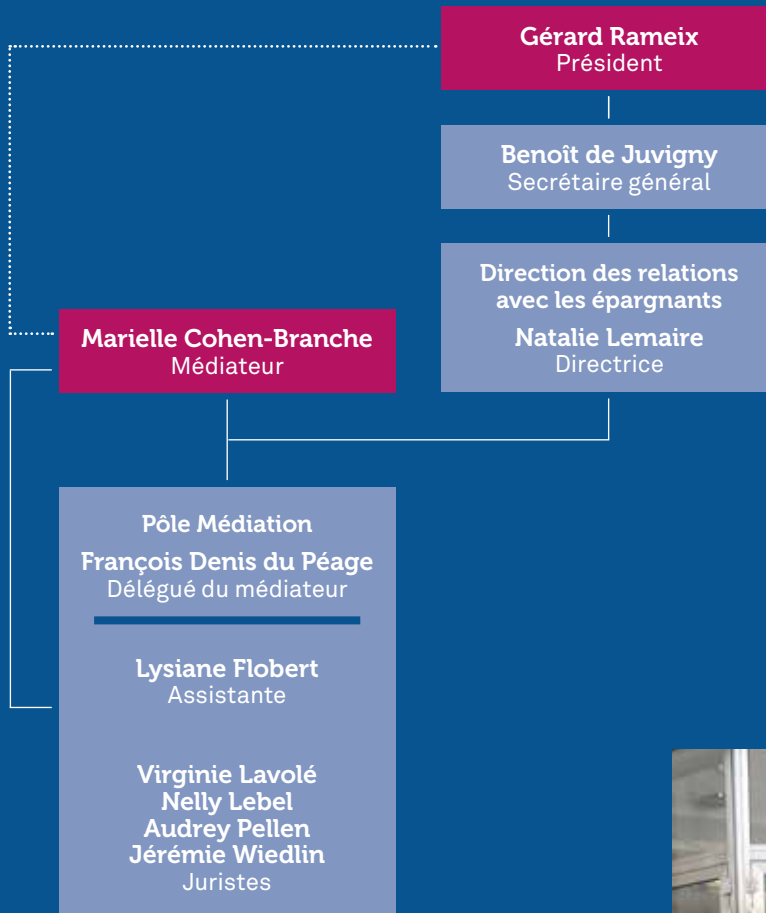 Gérard Rameix
Président
Benoît de Juvigny
Secrétaire général
Direction des relations
avec les épargnants
Natalie Lemaire
Directrice
Marielle Cohen-Branche
Médiateur
Pôle Médiation
François Denis du Péage
Délégué du médiateur
Lysiane Flobert
Assistante
Virginie Lavolé
Nelly Lebel
Audrey Pellen
Jérémie Wiedlin
Juristes